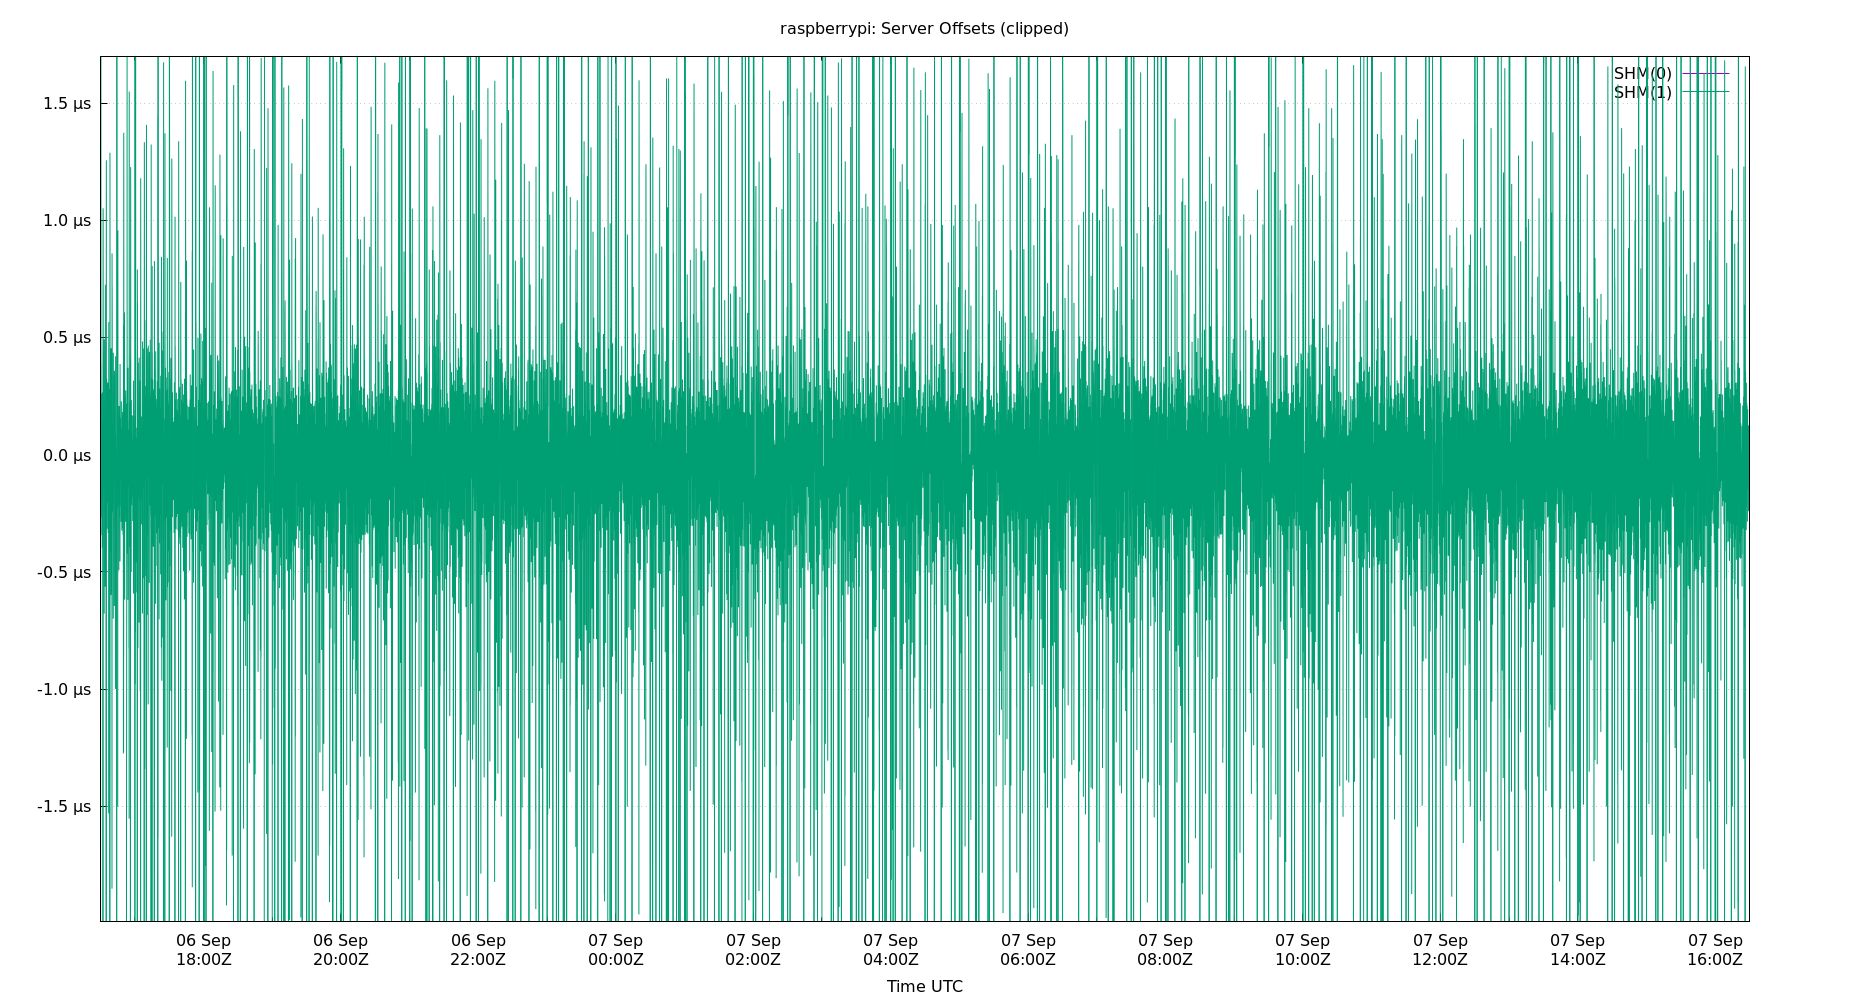 raspberrypi: Server Offsets (clipped)
SHM(0)
SHM(1)
1.5 µs
1.0 µs
0.5 µs
0.0 µs
-0.5 µs
-1.0 µs
-1.5 µs
06 Sep 06 Sep 06 Sep 07 Sep 07 Sep 07 Sep 07 Sep 07 Sep 07 Sep 07 Sep 07 Sep 07 Sep
18:00Z 20:00Z 22:00Z 00:00Z 02:00Z 04:00Z 06:00Z 08:00Z 10:00Z 12:00Z 14:00Z 16:00Z
Time UTC